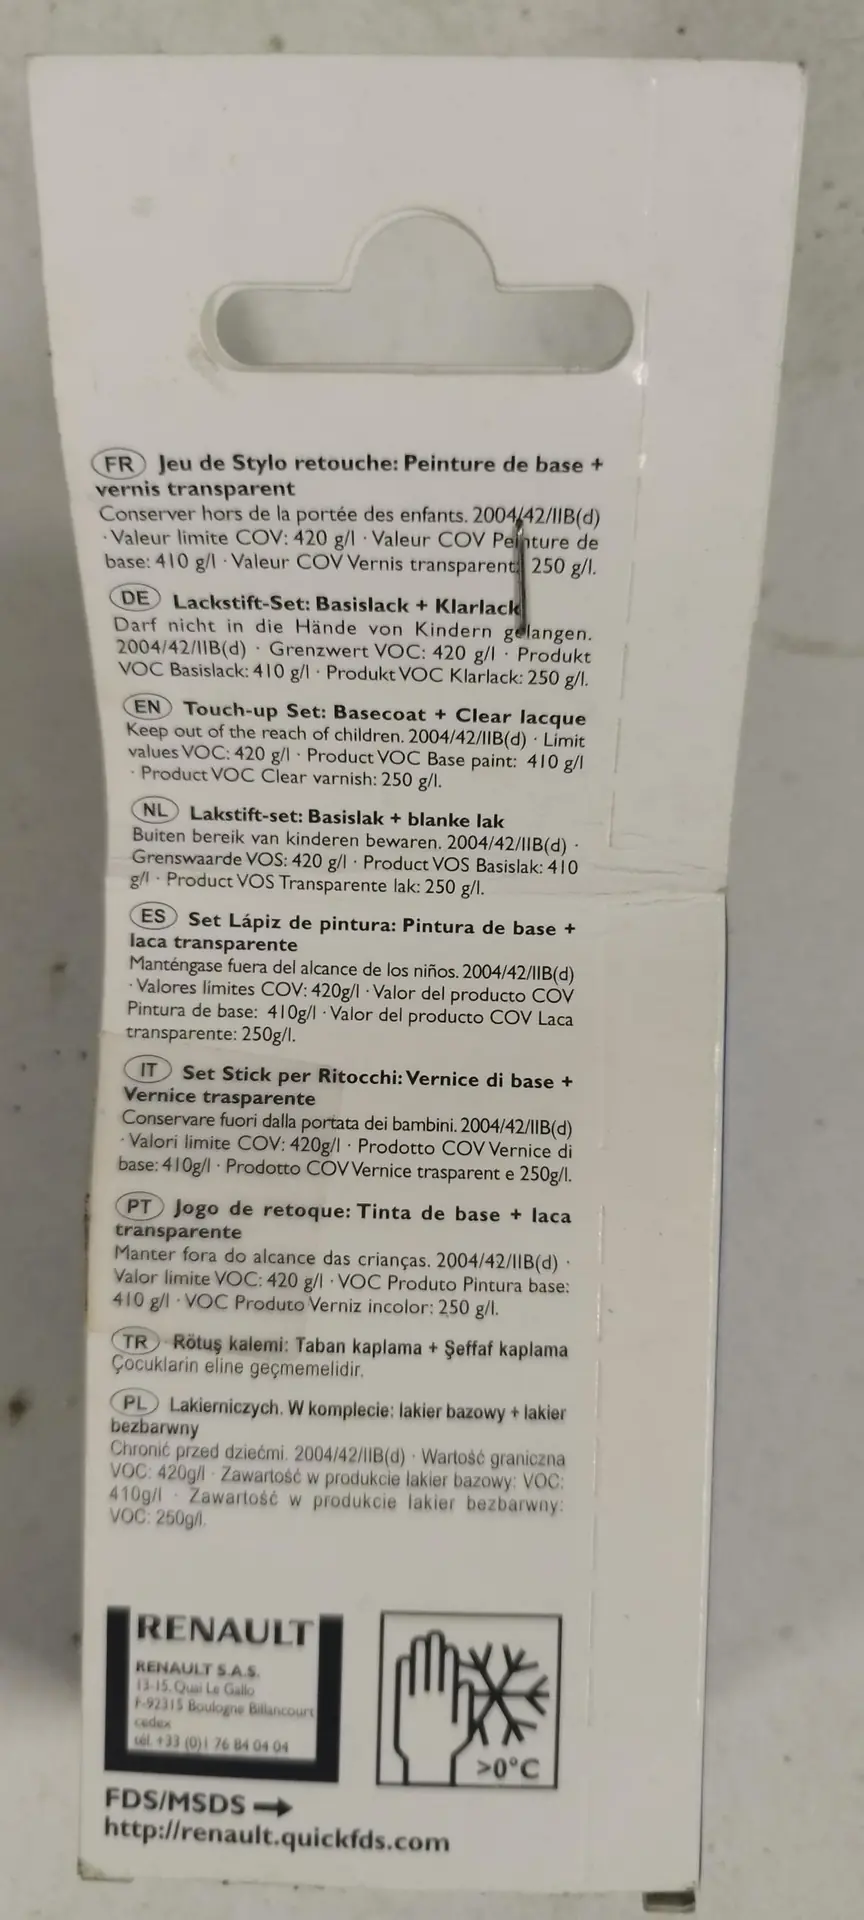 FR Jeu de Stylo retouche: Peinture de base +
vernis transparent
Conserver hors de la portée des enfants. 2004/42/IIB(d)
· Valeur limite COV: 420 g/l · Valeur COV Peinture de
base: 410 g/l · Valeur COV Vernis transparent: 250 g/l.
DE Lackstift-Set: Basislack + Klarlack
Darf nicht in die Hände von Kindern gelangen.
2004/42/IIB(d) · Grenzwert VOC: 420 g/l · Produkt
VOC Basislack: 410 g/l · Produkt VOC Klarlack: 250 g/l.
EN Touch-up Set: Basecoat + Clear lacque
Keep out of the reach of children. 2004/42/IIB(d) · Limit
values VOC: 420 g/l · Product VOC Base paint: 410 g/l
· Product VOC Clear varnish: 250 g/l.
NL Lakstift-set: Basislak + blanke lak
Buiten bereik van kinderen bewaren. 2004/42/IIB(d) ·
Grenswaarde VOS: 420 g/l · Product VOS Basislak: 410
g/l · Product VOS Transparente lak: 250 g/l.
ES Set Lápiz de pintura: Pintura de base +
laca transparente
Manténgase fuera del alcance de los niños. 2004/42/IIB(d)
· Valores límites COV: 420g/l · Valor del producto COV
Pintura de base: 410g/l · Valor del producto COV Laca
transparente: 250g/l.
IT Set Stick per Ritocchi: Vernice di base +
Vernice trasparente
Conservare fuori dalla portata dei bambini. 2004/42/IIB(d)
· Valori limite COV: 420g/l · Prodotto COV Vernice di
base: 410g/l · Prodotto COV Vernice trasparent e 250g/l.
PT Jogo de retoque: Tinta de base + laca
transparente
Manter fora do alcance das crianças. 2004/42/IIB(d) ·
Valor limite VOC: 420 g/l · VOC Produto Pintura base:
410 g/l · VOC Produto Verniz incolor: 250 g/l.
TR Rötuş kalemi: Taban kaplama + Şeffaf kaplama
Çocuklarin eline geçmemelidir.
PL Lakierniczych. W komplecie: lakier bazowy + lakier
bezbarwny
Chronić przed dziećmi. 2004/42/IIB(d) · Wartość graniczna
VOC: 420g/l · Zawartość w produkcie lakier bazowy: VOC:
410g/l · Zawartość w produkcie lakier bezbarwny:
VOC: 250g/l.
RENAULT
RENAULT S.A.S.
13-15, Quai Le Gallo
F-92315 Boulogne Billancourt
cedex
tél. +33 (0)1 76 84 04 04
>0°C
FDS/MSDS →
http://renault.quickfds.com